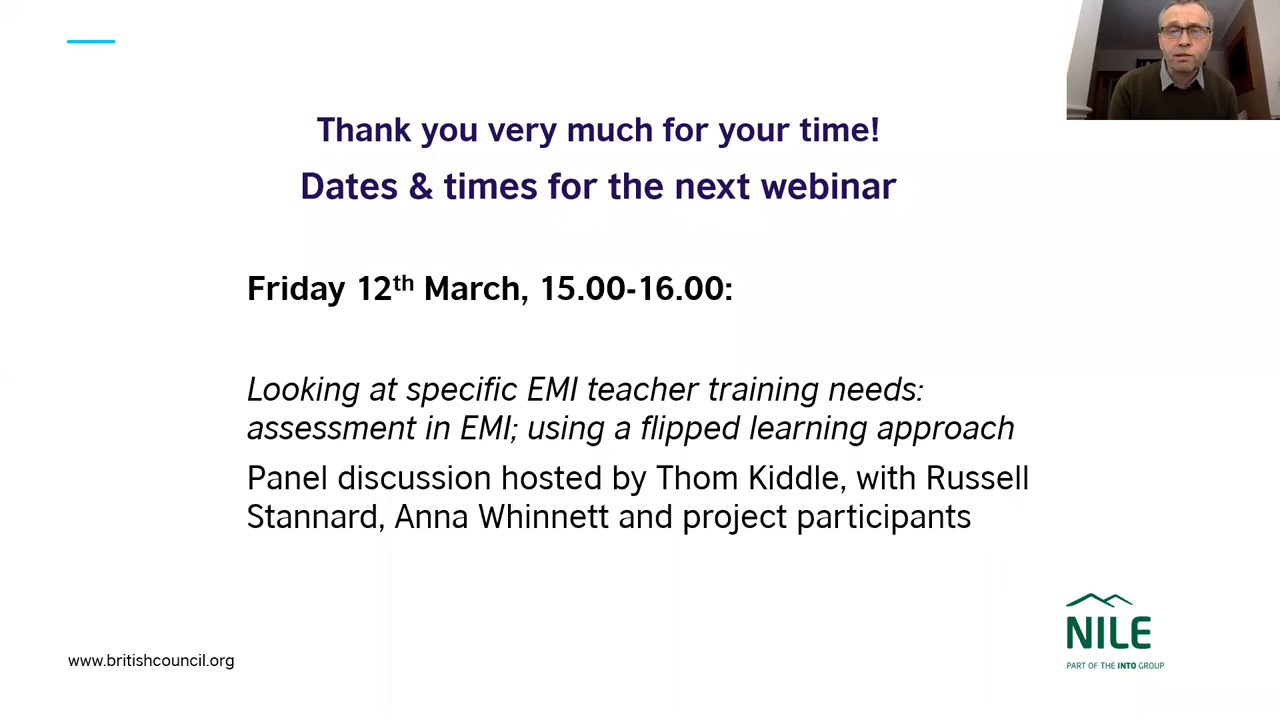 Thank you very much for your time!
Dates & times for the next webinar
Friday 12th March, 15.00-16.00:
Looking at specific EMI teacher training needs:
assessment in EMI; using a flipped learning approach
Panel discussion hosted by Thom Kiddle, with Russell
Stannard, Anna Whinnett and project participants
www.britishcouncil.org
NILE
PART OF THE INTO GROUP